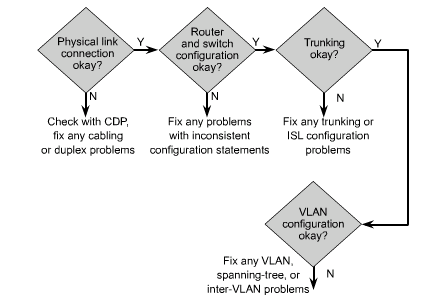 Physical link
connection
okay?
Y
Router
and switch
configuration
okay?
Y
Trunking
okay?
Y
N
N
N
Check with CDP,
fix any cabling
or duplex problems
Fix any problems
with inconsistent
configuration statements
Fix any trunking or
ISL configuration
problems
VLAN
configuration
okay?
Fix any VLAN,
spanning-tree, or
inter-VLAN problems
N